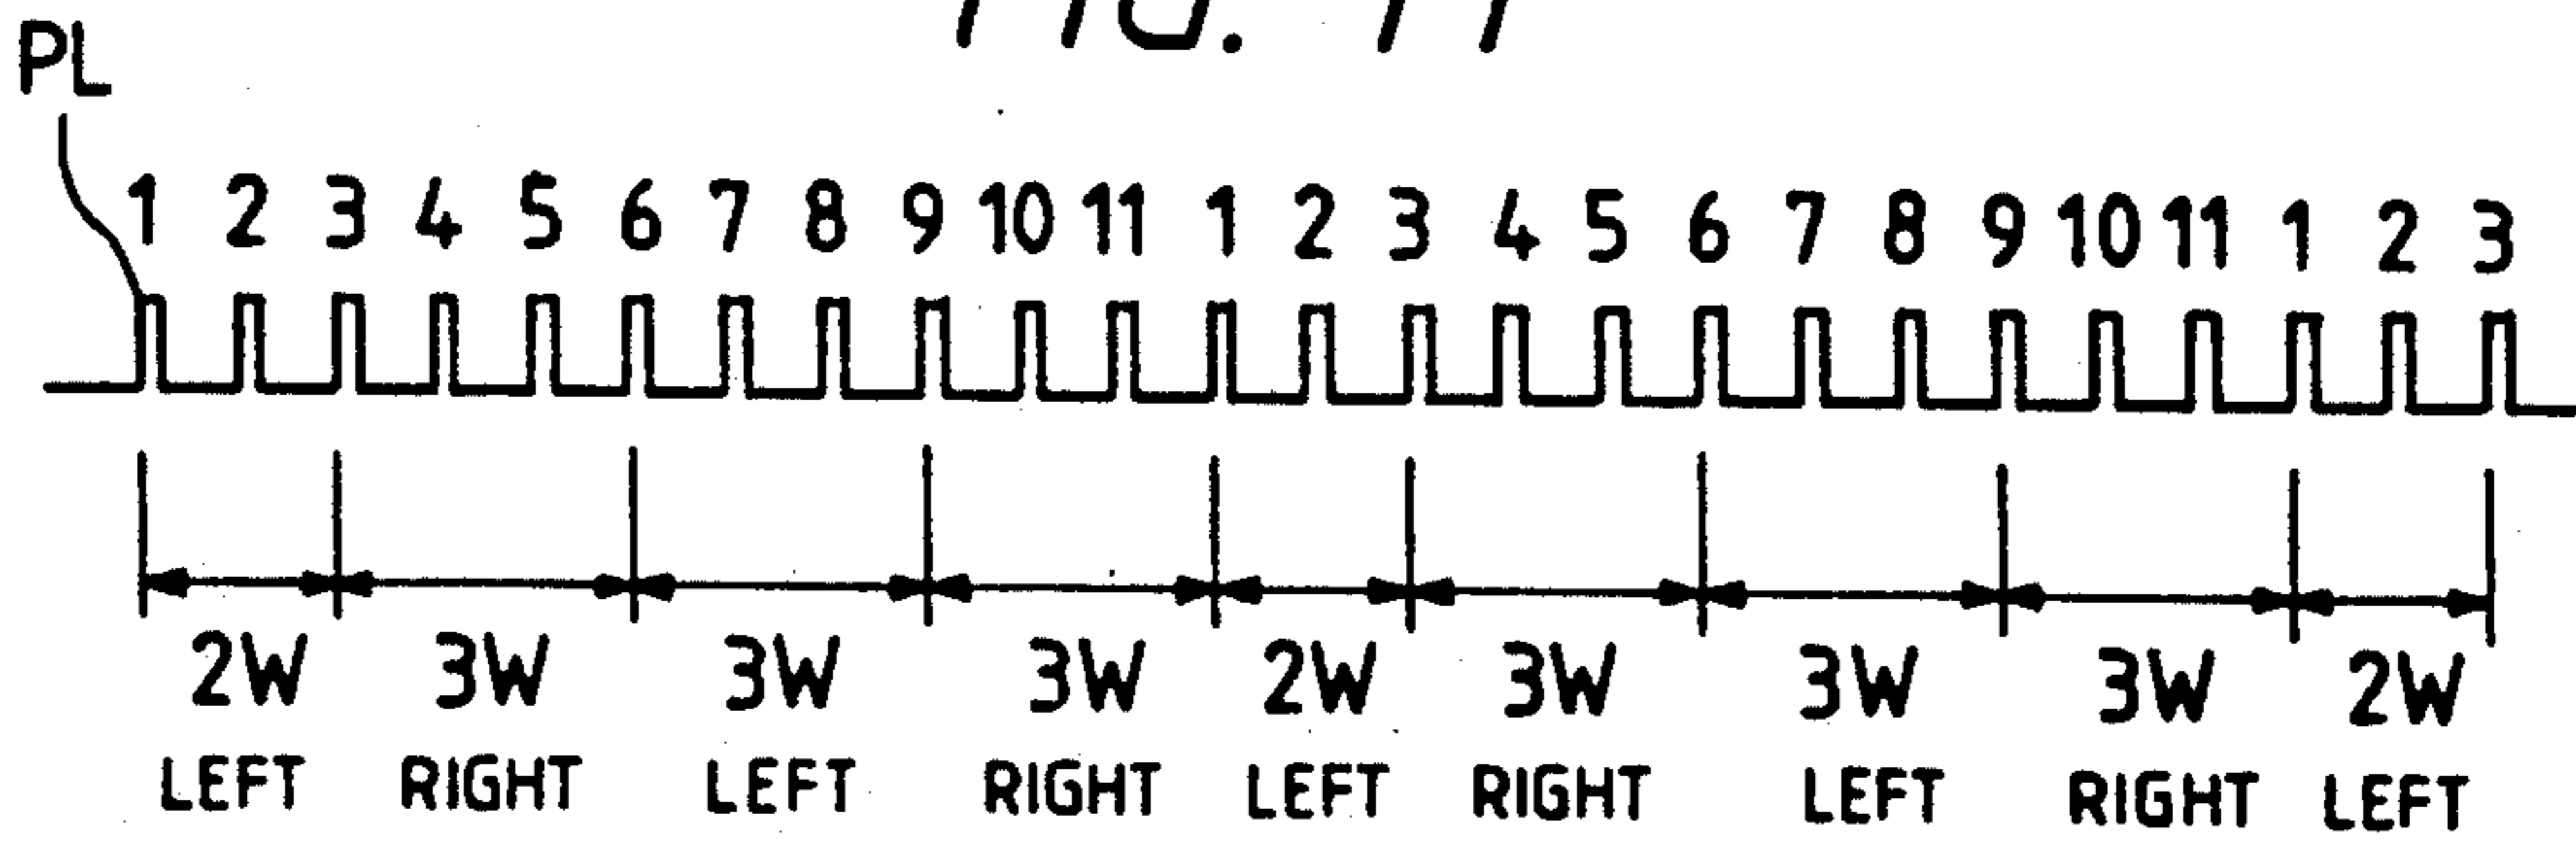 FIG. 11
PL
1 2 3 4 5 6 7 8 9 10 11 1 2 3 4 5 6 7 8 9 10 11 1 2 3
2W 3W 3W 3W 2W 3W 3W 3W 2W
LEFT RIGHT LEFT RIGHT LEFT RIGHT LEFT RIGHT LEFT